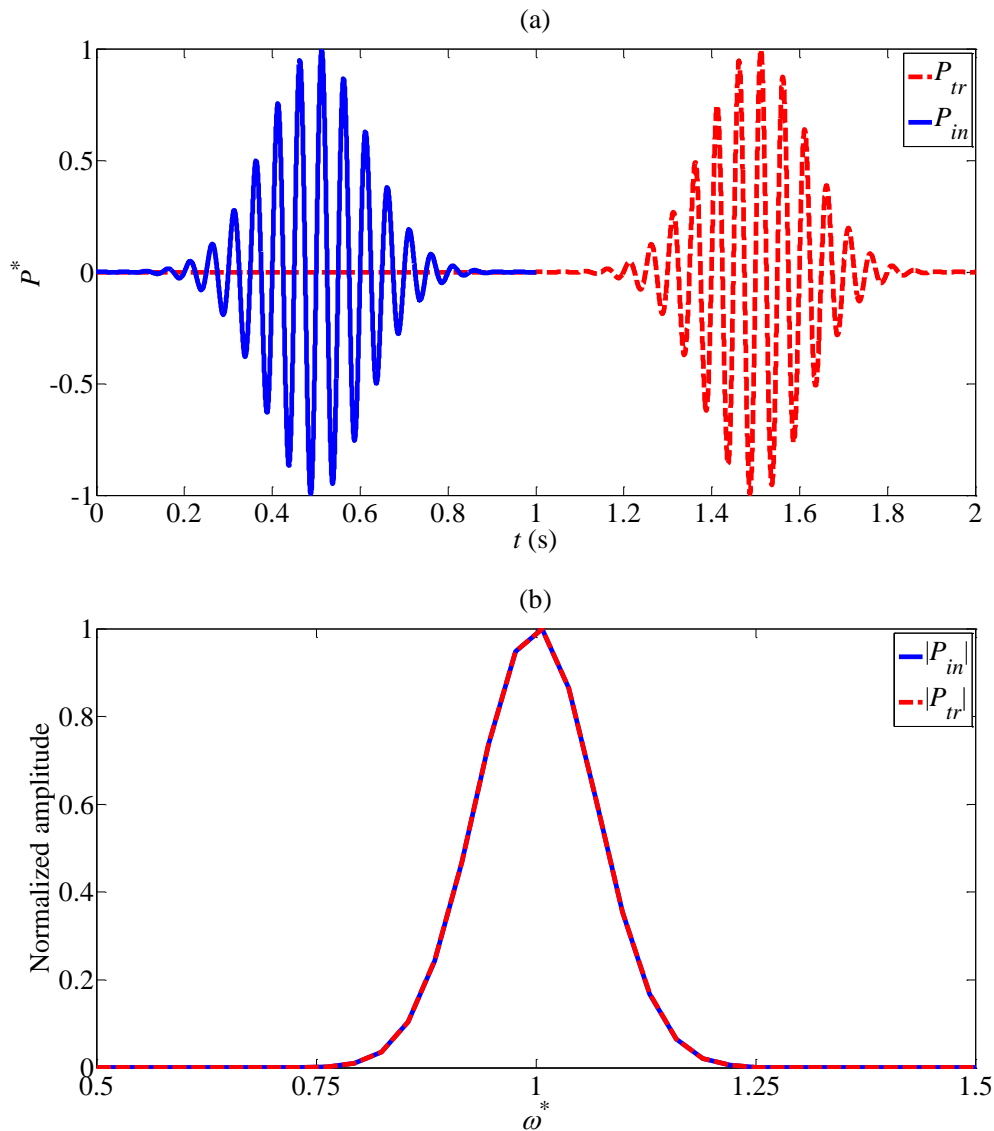 (a)
1
0.5
0
-0.5
-1
P*
P_tr
P_in
0 0.2 0.4 0.6 0.8 1 1.2 1.4 1.6 1.8 2
t (s)
(b)
1
0.8
0.6
0.4
0.2
0
Normalized amplitude
|P_in|
|P_tr|
0.5 0.75 1 1.25 1.5
ω*